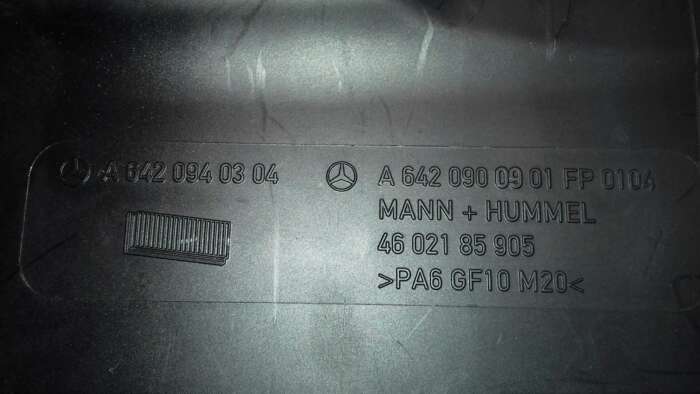 A 642 094 03 04
A 642 090 09 01 FP 0104
MANN + HUMMEL
46 021 85 905
>PA6 GF10 M20<